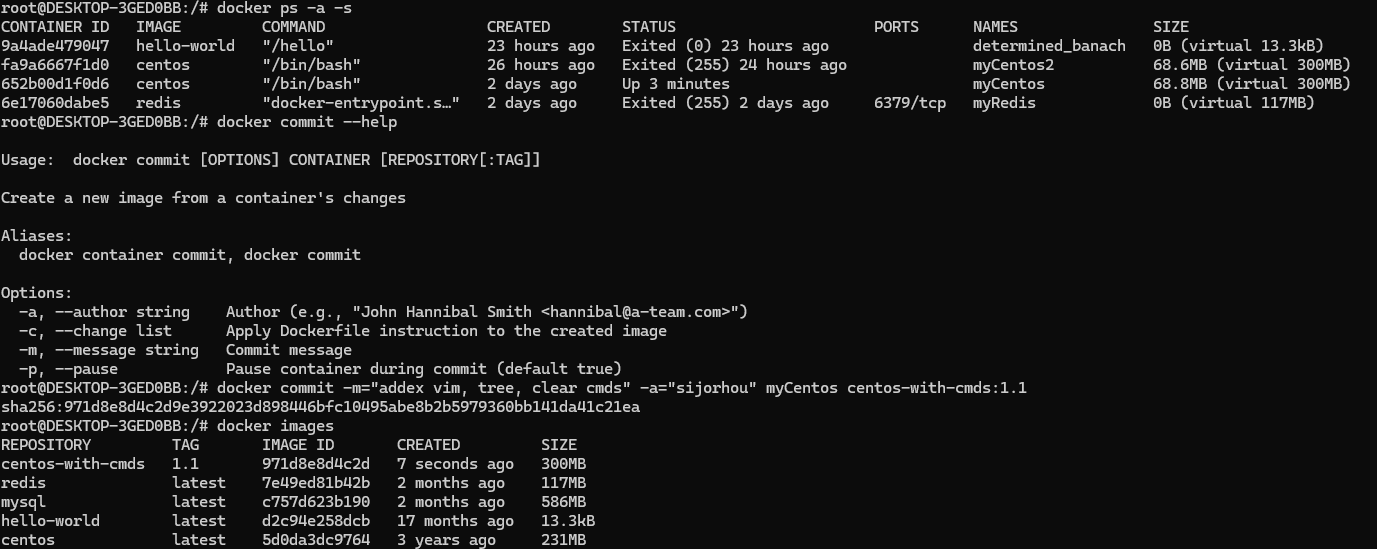 root@DESKTOP-3GED0BB:/# docker ps -a -s
CONTAINER ID   IMAGE         COMMAND                  CREATED        STATUS                      PORTS      NAMES                SIZE
9a4ade479047   hello-world   "/hello"                 23 hours ago   Exited (0) 23 hours ago                determined_banach   0B (virtual 13.3kB)
fa9a6667f1d0   centos        "/bin/bash"              26 hours ago   Exited (255) 24 hours ago              myCentos2            68.6MB (virtual 300MB)
652b00d1f0d6   centos        "/bin/bash"              2 days ago     Up 3 minutes                           myCentos             68.8MB (virtual 300MB)
6e17060dabe5   redis         "docker-entrypoint.s…"   2 days ago     Exited (255) 2 days ago     6379/tcp   myRedis              0B (virtual 117MB)
root@DESKTOP-3GED0BB:/# docker commit --help
Usage:  docker commit [OPTIONS] CONTAINER [REPOSITORY[:TAG]]
Create a new image from a container's changes
Aliases:
  docker container commit, docker commit
Options:
  -a, --author string    Author (e.g., "John Hannibal Smith <hannibal@a-team.com>")
  -c, --change list      Apply Dockerfile instruction to the created image
  -m, --message string   Commit message
  -p, --pause            Pause container during commit (default true)
root@DESKTOP-3GED0BB:/# docker commit -m="addex vim, tree, clear cmds" -a="sijorhou" myCentos centos-with-cmds:1.1
sha256:971d8e8d4c2d9e3922023d898446bfc10495abe8b2b5979360bb141da41c21ea
root@DESKTOP-3GED0BB:/# docker images
REPOSITORY         TAG       IMAGE ID       CREATED         SIZE
centos-with-cmds   1.1       971d8e8d4c2d   7 seconds ago   300MB
redis              latest    7e49ed81b42b   2 months ago    117MB
mysql              latest    c757d623b190   2 months ago    586MB
hello-world        latest    d2c94e258dcb   17 months ago   13.3kB
centos             latest    5d0da3dc9764   3 years ago     231MB